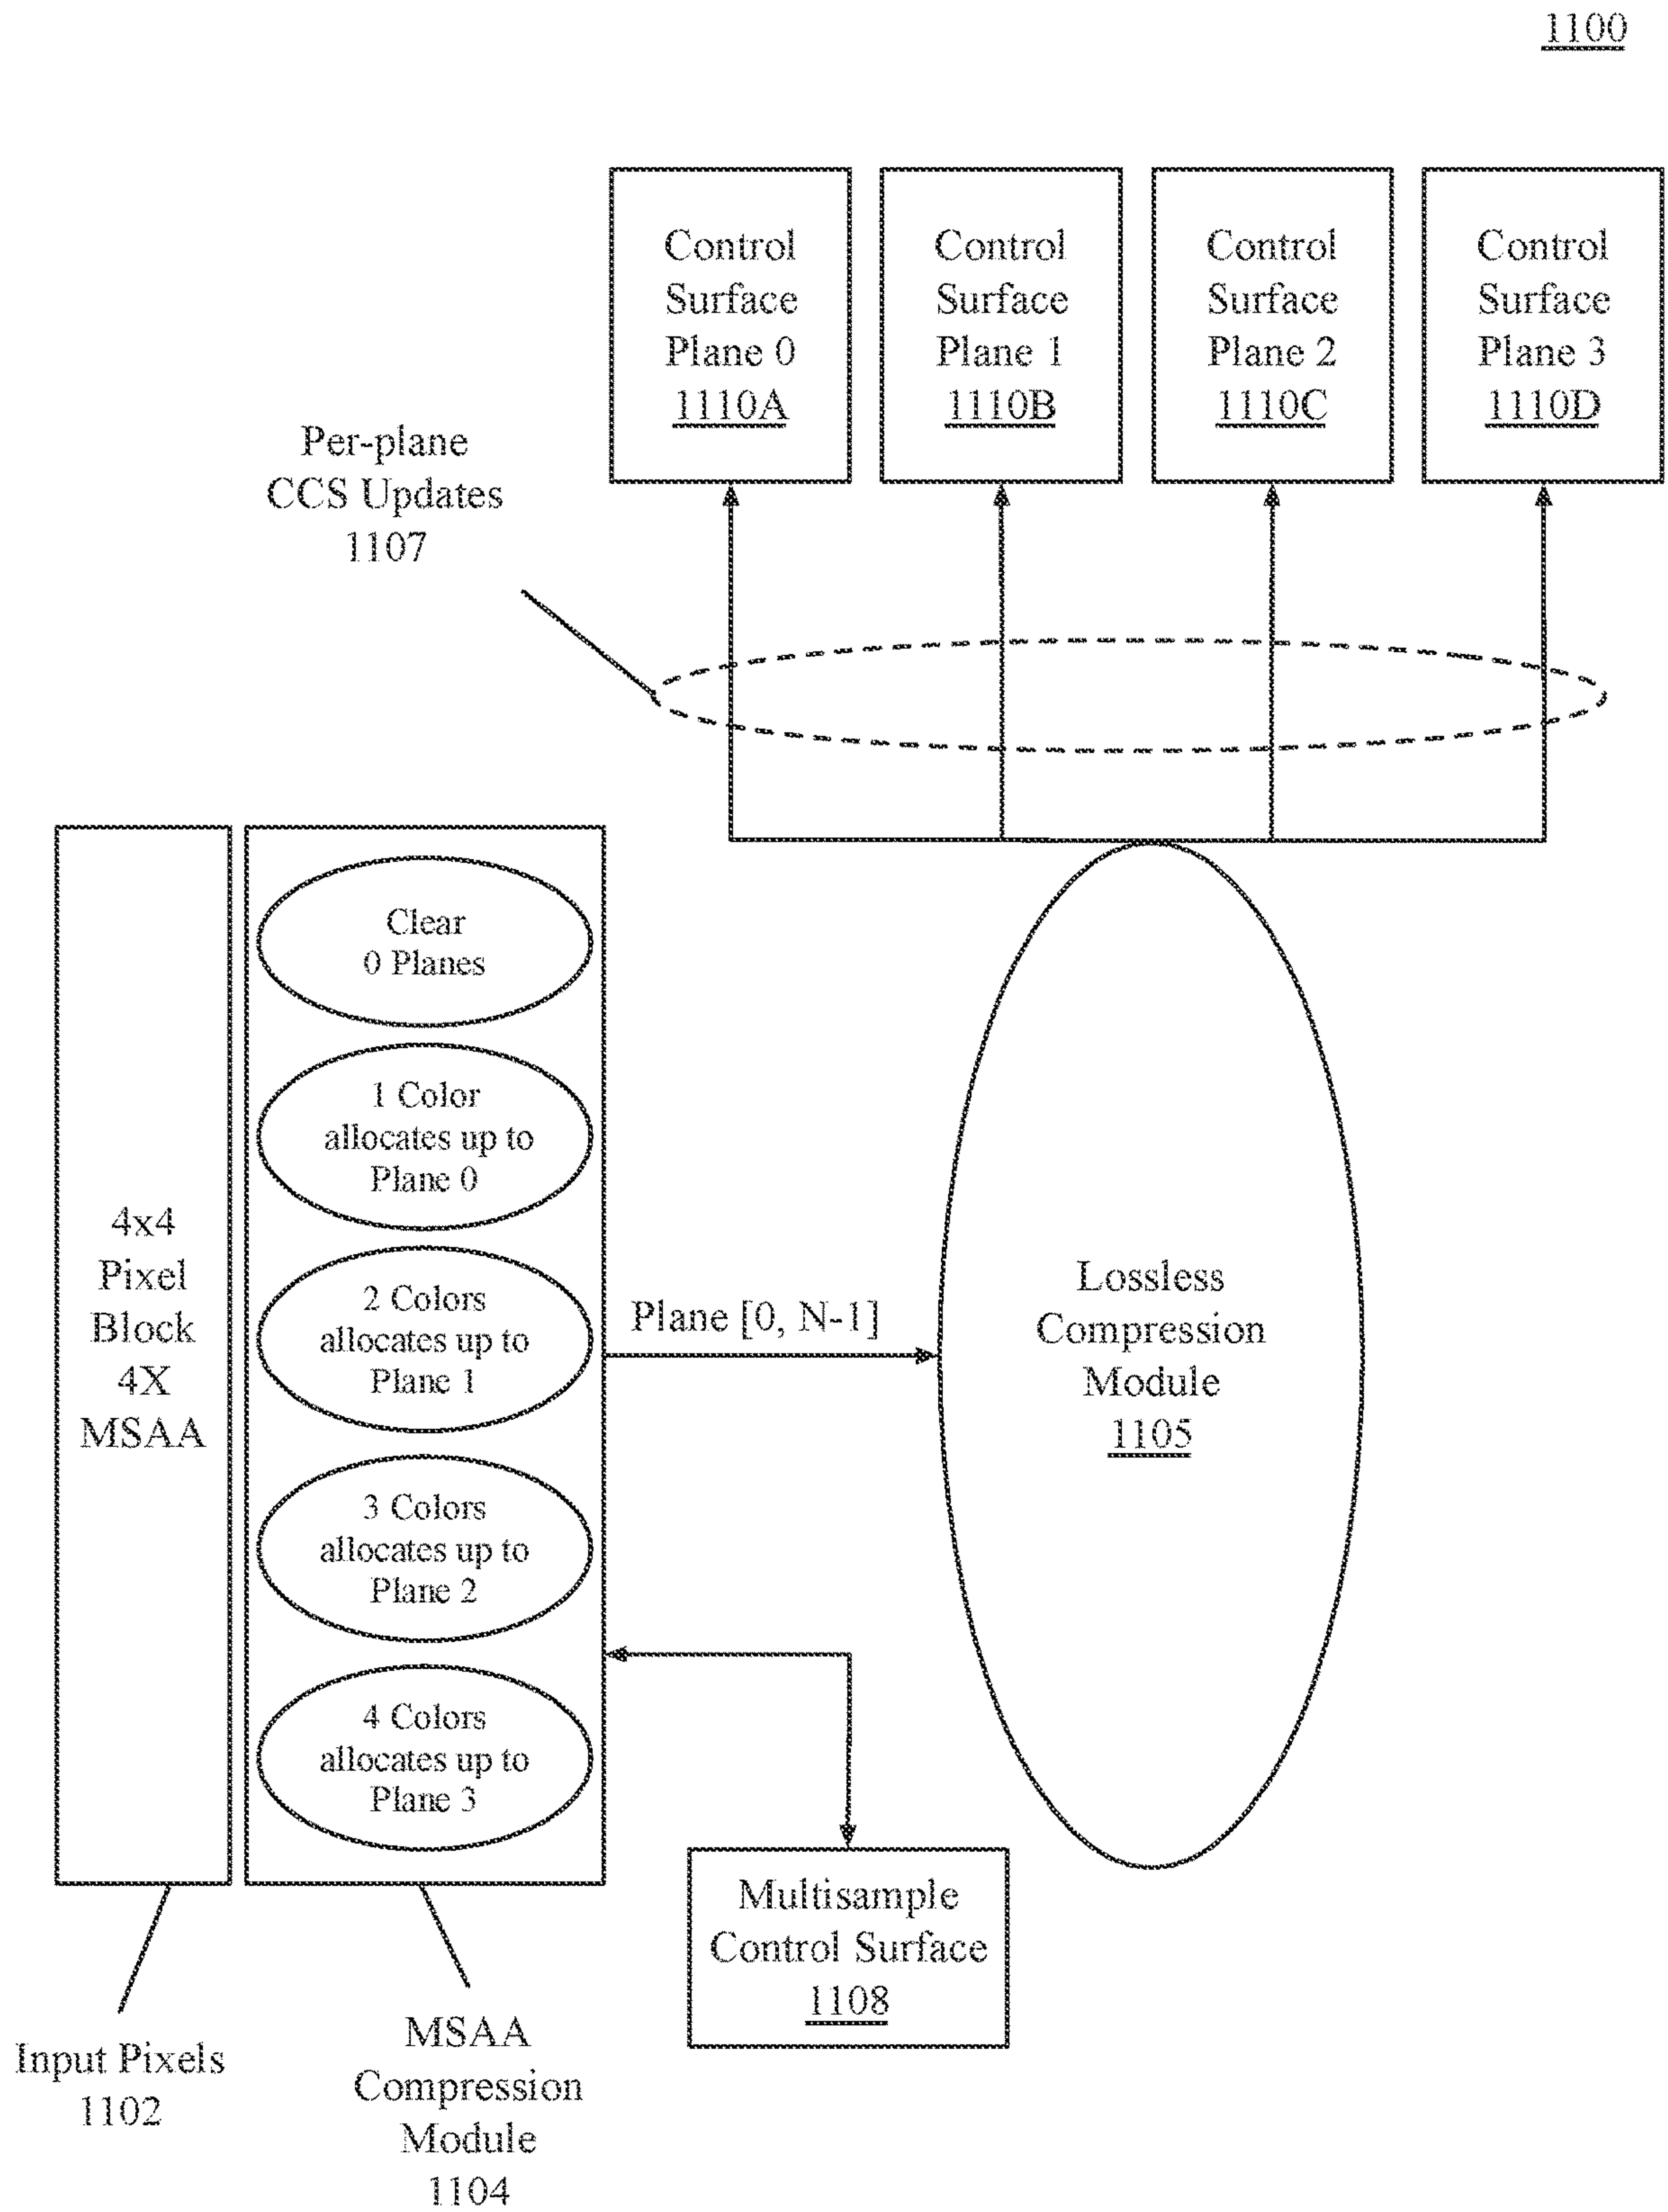 1100
Control
Surface
Plane 0
1110A
Control
Surface
Plane 1
1110B
Control
Surface
Plane 2
1110C
Control
Surface
Plane 3
1110D
Per-plane
CCS Updates
1107
4x4
Pixel
Block
4X
MSAA
Clear
0 Planes
1 Color
allocates up to
Plane 0
2 Colors
allocates up to
Plane 1
3 Colors
allocates up to
Plane 2
4 Colors
allocates up to
Plane 3
Plane [0, N-1]
Lossless
Compression
Module
1105
Multisample
Control Surface
1108
Input Pixels
1102
MSAA
Compression
Module
1104